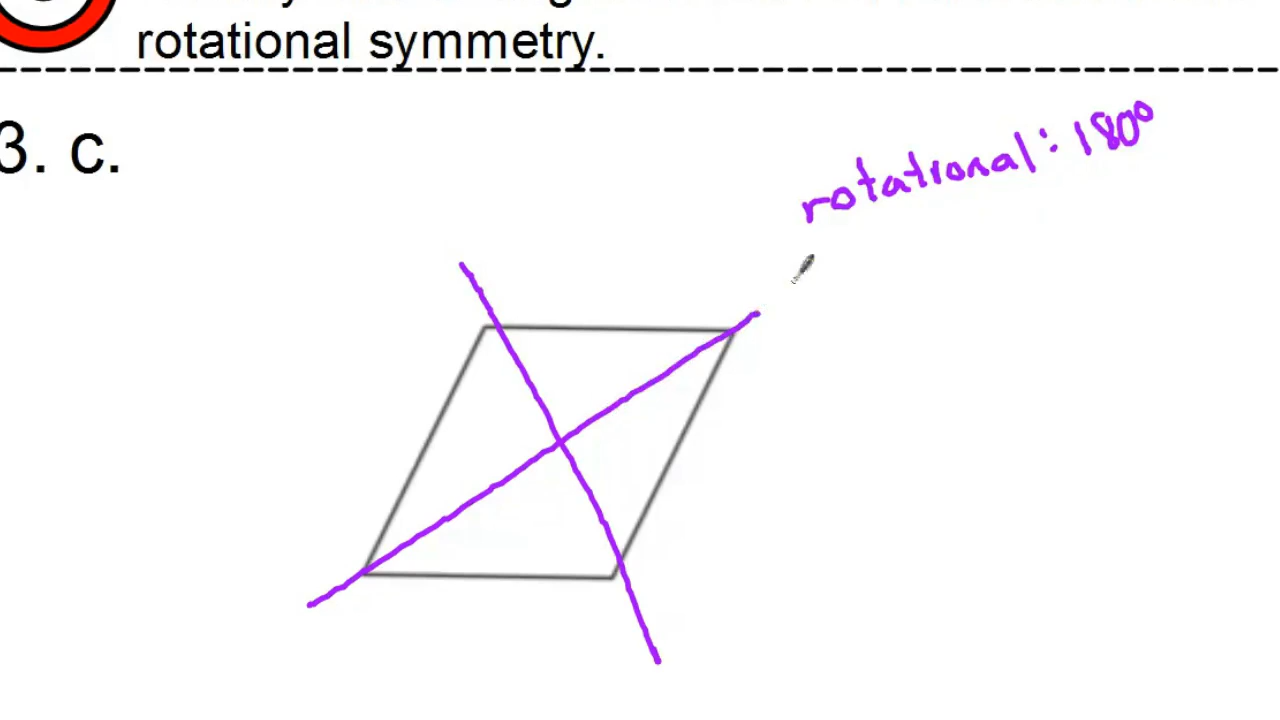 rotational symmetry.
3. c.
rotational: 180°